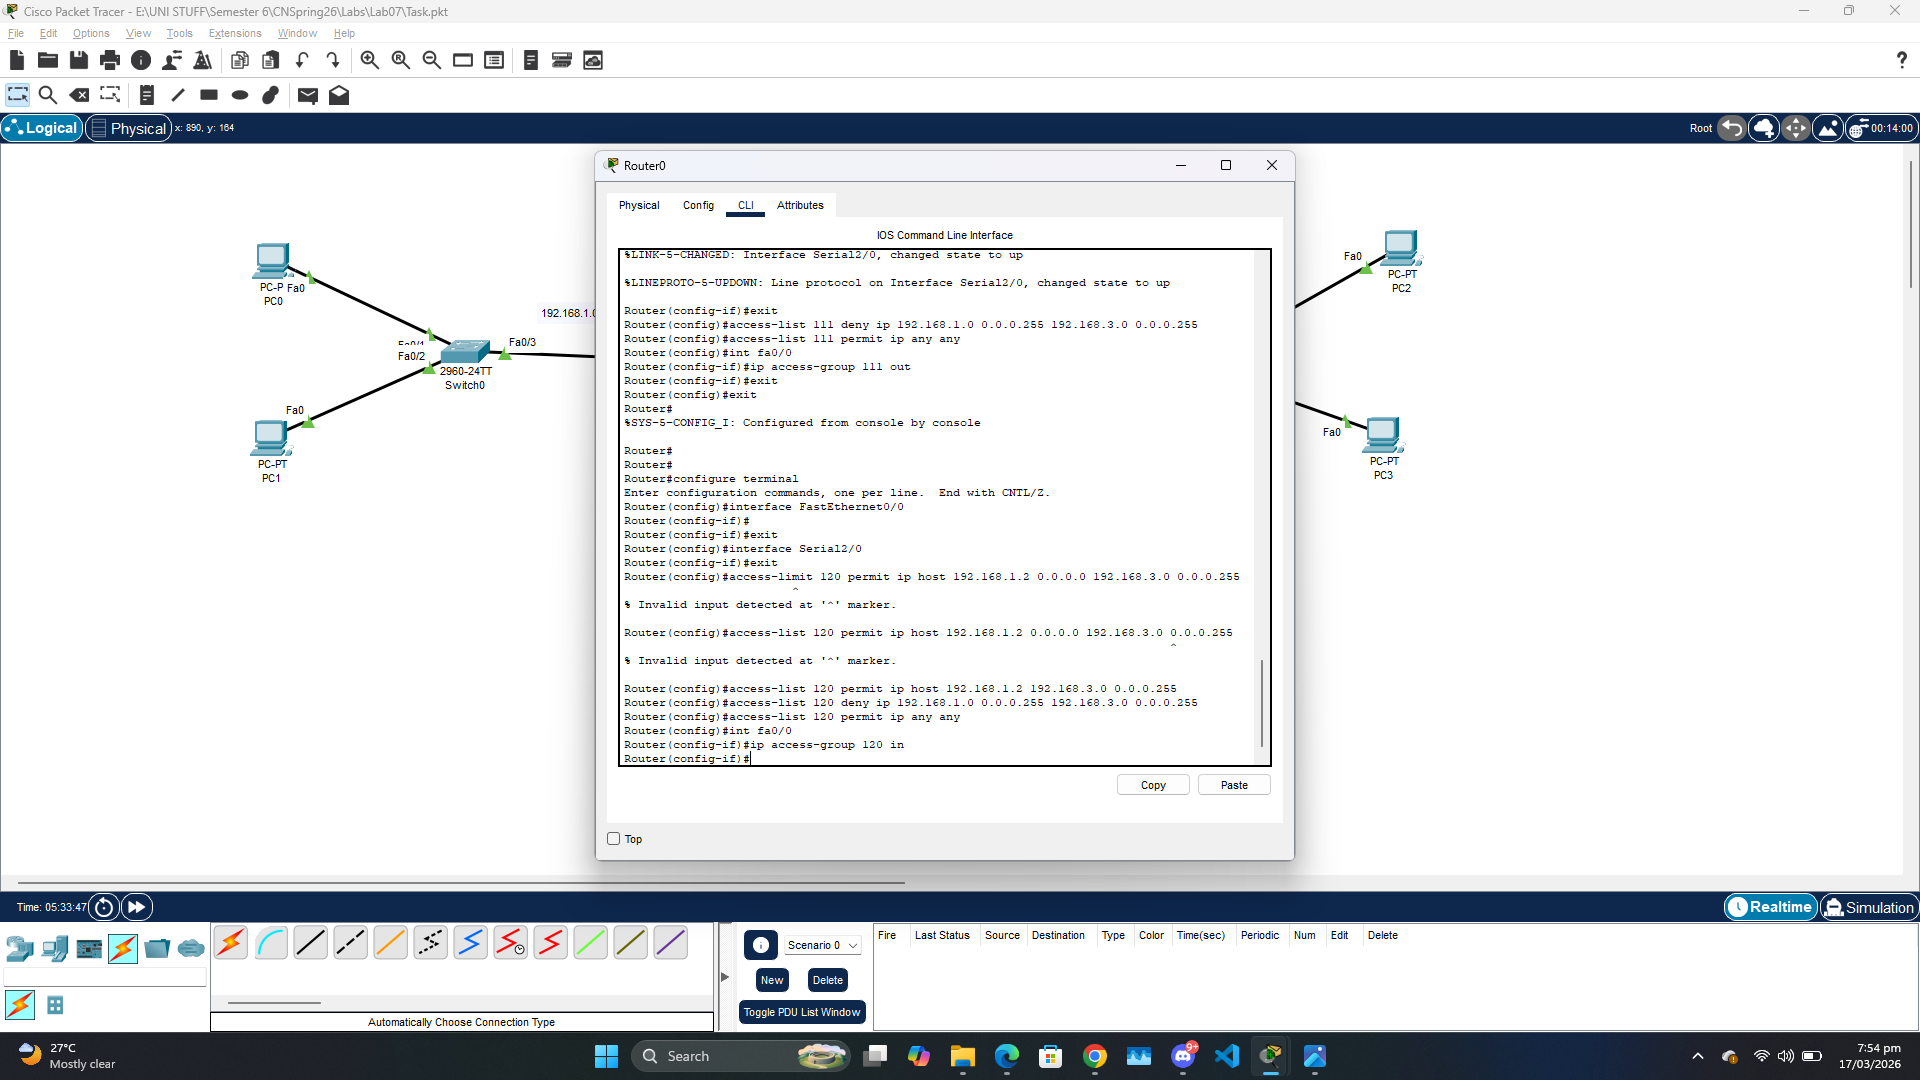 Cisco Packet Tracer - E:\UNI STUFF\Semester 6\CNSpring26\Labs\Lab07\Task.pkt
File Edit Options View Tools Extensions Window Help
Logical Physical x: 890, y: 164 Root 00:14:00
Router0
Physical Config CLI Attributes
IOS Command Line Interface
%LINK-5-CHANGED: Interface Serial2/0, changed state to up
%LINEPROTO-5-UPDOWN: Line protocol on Interface Serial2/0, changed state to up
Router(config-if)#exit
Router(config)#access-list 111 deny ip 192.168.1.0 0.0.0.255 192.168.3.0 0.0.0.255
Router(config)#access-list 111 permit ip any any
Router(config)#int fa0/0
Router(config-if)#ip access-group 111 out
Router(config-if)#exit
Router(config)#exit
Router#
%SYS-5-CONFIG_I: Configured from console by console
Router#
Router#
Router#configure terminal
Enter configuration commands, one per line.  End with CNTL/Z.
Router(config)#interface FastEthernet0/0
Router(config-if)#
Router(config-if)#exit
Router(config)#interface Serial2/0
Router(config-if)#exit
Router(config)#access-limit 120 permit ip host 192.168.1.2 0.0.0.0 192.168.3.0 0.0.0.255
^
% Invalid input detected at '^' marker.
Router(config)#access-list 120 permit ip host 192.168.1.2 0.0.0.0 192.168.3.0 0.0.0.255
^
% Invalid input detected at '^' marker.
Router(config)#access-list 120 permit ip host 192.168.1.2 192.168.3.0 0.0.0.255
Router(config)#access-list 120 deny ip 192.168.1.0 0.0.0.255 192.168.3.0 0.0.0.255
Router(config)#access-list 120 permit ip any any
Router(config)#int fa0/0
Router(config-if)#ip access-group 120 in
Router(config-if)#
Copy Paste
Top
PC-P Fa0
PC0
192.168.1.0
Fa0/3
Fa0/2
2960-24TT
Switch0
Fa0
PC-PT
PC1
Fa0
PC-PT
PC2
Fa0
PC-PT
PC3
Time: 05:33:47
Realtime Simulation
Automatically Choose Connection Type
Scenario 0
New Delete
Toggle PDU List Window
Fire Last Status Source Destination Type Color Time(sec) Periodic Num Edit Delete
27°C
Mostly clear
Search
9+
7:54 pm
17/03/2026